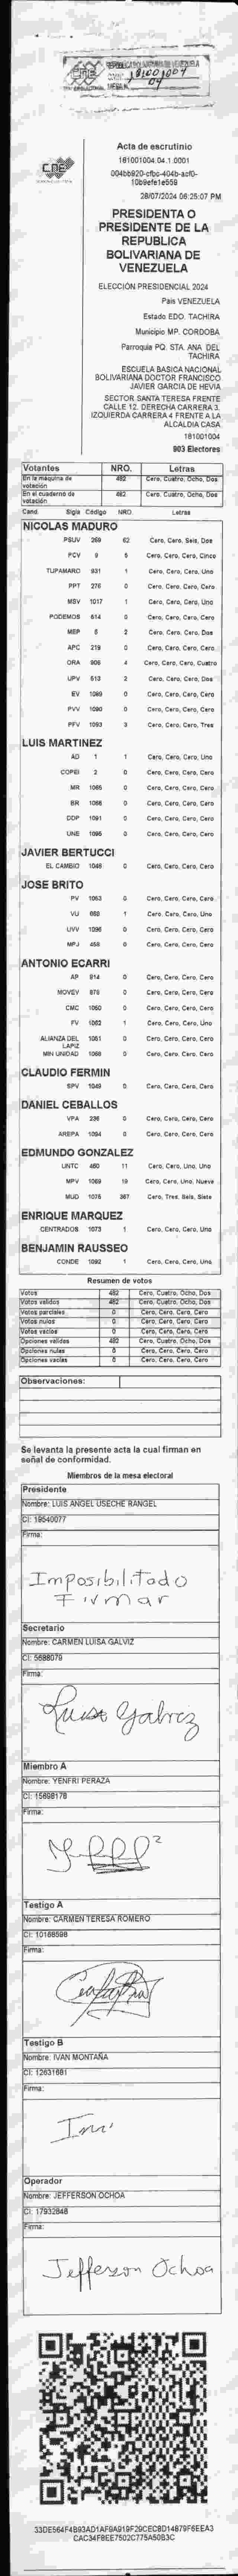 CNE
REPUBLICA BOLIVARIANA DE VENEZUELA
181001004
04
MESA N.
CNE
Acta de escrutinio
181001004.04.1.0001
28/07/2024 06:25:07 PM
PRESIDENTA O
PRESIDENTE DE LA
REPUBLICA
BOLIVARIANA DE
VENEZUELA
ELECCIÓN PRESIDENCIAL 2024
Pais VENEZUELA
Estado EDO. TACHIRA
Municipio MP. CORDOBA
Parroquia PQ. STA. ANA DEL
TACHIRA
ESCUELA BASICA NACIONAL
BOLIVARIANA DOCTOR FRANCISCO
JAVIER GARCIA DE HEVIA
SECTOR SANTA TERESA FRENTE
CALLE 12. DERECHA CARRERA 3.
IZQUIERDA CARRERA 4 FRENTE A LA
ALCALDIA CASA
181001004
903 Electores
Votantes NRO. Letras
En la máquina de votación 482 Cero, Cuatro, Ocho, Dos
En el cuaderno de votación 482 Cero, Cuatro, Ocho, Dos
Cand. Sigla Código NRO Letras
NICOLAS MADURO
PSUV 269 62 Cero, Cero, Seis, Dos
PCV 9 5 Cero, Cero, Cero, Cinco
TUPAMARO 931 1 Cero, Cero, Cero, Uno
PPT 276 0 Cero, Cero, Cero, Cero
MSV 1017 1 Cero, Cero, Cero, Uno
PODEMOS 614 0 Cero, Cero, Cero, Cero
MEP 5 2 Cero, Cero, Cero, Dos
APC 219 0 Cero, Cero, Cero, Cero
ORA 906 4 Cero, Cero, Cero, Cuatro
UPV 613 2 Cero, Cero, Cero, Dos
EV 1089 0 Cero, Cero, Cero, Cero
PVV 1090 0 Cero, Cero, Cero, Cero
PFV 1093 3 Cero, Cero, Cero, Tres
LUIS MARTINEZ
AD 1 1 Cero, Cero, Cero, Uno
COPEI 2 0 Cero, Cero, Cero, Cero
MR 1065 0 Cero, Cero, Cero, Cero
BR 1088 0 Cero, Cero, Cero, Cero
DDP 1091 0 Cero, Cero, Cero, Cero
UNE 1095 0 Cero, Cero, Cero, Cero
JAVIER BERTUCCI
EL CAMBIO 1048 0 Cero, Cero, Cero, Cero
JOSE BRITO
PV 1053 0 Cero, Cero, Cero, Cero
VU 668 1 Cero, Cero, Cero, Uno
UVV 1096 0 Cero, Cero, Cero, Cero
MPJ 458 0 Cero, Cero, Cero, Cero
ANTONIO ECARRI
AP 814 0 Cero, Cero, Cero, Cero
MOVEV 876 0 Cero, Cero, Cero, Cero
CMC 1050 0 Cero, Cero, Cero, Cero
FV 1052 1 Cero, Cero, Cero, Uno
ALIANZA DEL LAPIZ 1051 0 Cero, Cero, Cero, Cero
MIN UNIDAD 1068 0 Cero, Cero, Cero, Cero
CLAUDIO FERMIN
SPV 1049 0 Cero, Cero, Cero, Cero
DANIEL CEBALLOS
VPA 236 0 Cero, Cero, Cero, Cero
AREPA 1094 0 Cero, Cero, Cero, Cero
EDMUNDO GONZALEZ
UNTC 460 11 Cero, Cero, Uno, Uno
MPV 1069 19 Cero, Cero, Uno, Nueve
MUD 1075 367 Cero, Tres, Seis, Siete
ENRIQUE MARQUEZ
CENTRADOS 1073 1 Cero, Cero, Cero, Uno
BENJAMIN RAUSSEO
CONDE 1092 1 Cero, Cero, Cero, Uno
Resumen de votos
Votos 482 Cero, Cuatro, Ocho, Dos
Votos validos 482 Cero, Cuatro, Ocho, Dos
Votos parciales 0 Cero, Cero, Cero, Cero
Votos nulos 0 Cero, Cero, Cero, Cero
Votos vacíos 0 Cero, Cero, Cero, Cero
Opciones validas 482 Cero, Cuatro, Ocho, Dos
Opciones nulas 0 Cero, Cero, Cero, Cero
Opciones vacías 0 Cero, Cero, Cero, Cero
Observaciones:
Se levanta la presente acta la cual firman en
señal de conformidad.
Miembros de la mesa electoral
Presidente
Nombre: LUIS ANGEL USECHE RANGEL
CI: 19540077
Firma:
Imposibilitado
Firmar
Secretario
Nombre: CARMEN LUISA GALVIZ
CI: 5688079
Firma:
Luisa Galviz
Miembro A
Nombre: YENFRI PERAZA
CI: 15698178
Firma:
Testigo A
Nombre: CARMEN TERESA ROMERO
CI: 10168598
Firma:
Testigo B
Nombre: IVAN MONTAÑA
CI: 12631681
Firma:
Operador
Nombre: JEFFERSON OCHOA
CI: 17932848
Firma:
Jefferson Ochoa
33DE564F4B93AD1AF8A919F29CEC8D14879F6EEA3
CAC34F8EE7502C775A50B3C